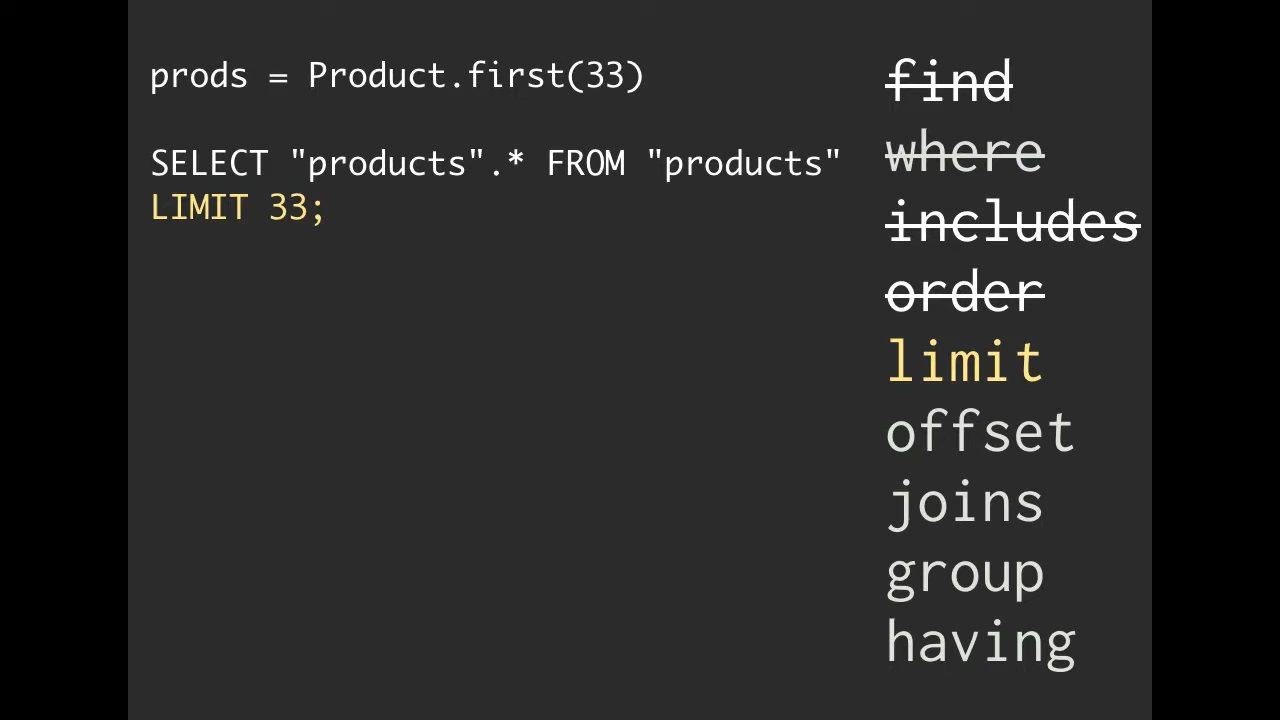 prods = Product.first(33)
SELECT "products".* FROM "products"
LIMIT 33;
find
where
includes
order
limit
offset
joins
group
having